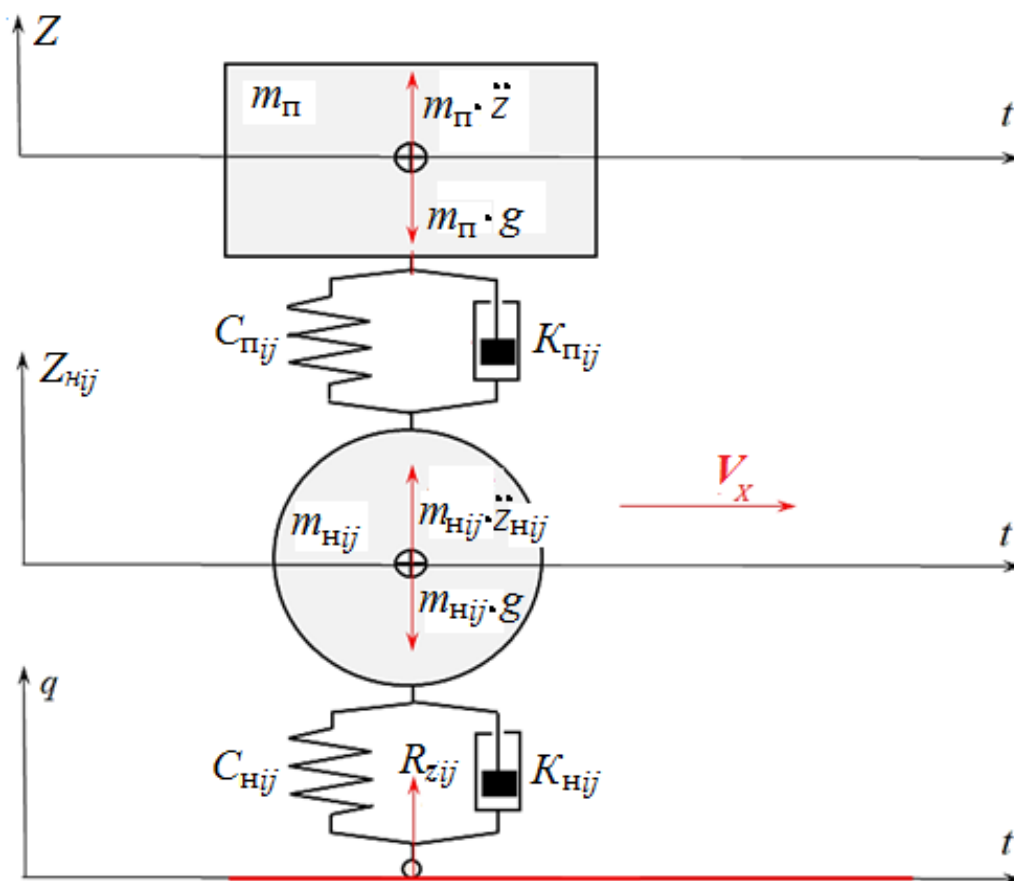 Z
mп
mп· z̈
t
mп· g
Cпij
Kпij
Zнij
Vx
mнij
mнij· z̈нij
t
mнij· g
q
Cнij
Rzij
Kнij
t